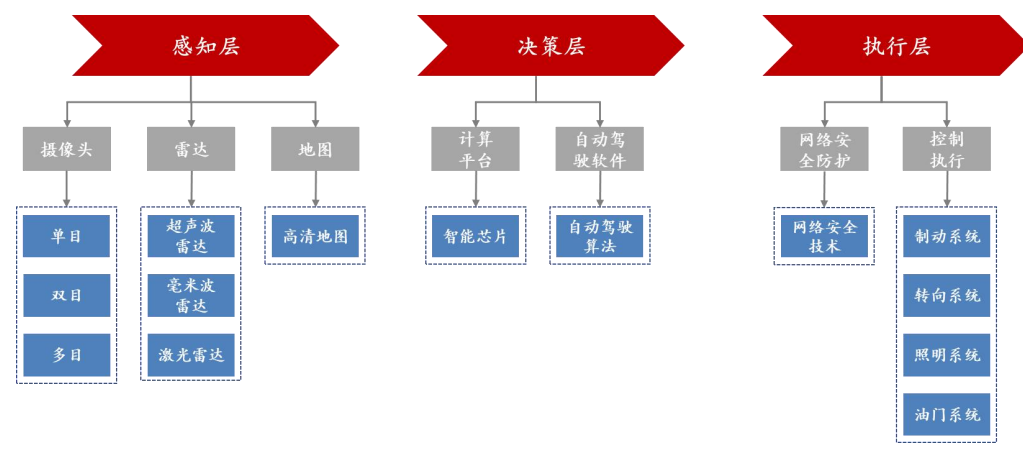 感知层
决策层
执行层
摄像头
雷达
地图
计算
平台
自动驾
驶软件
网络安
全防护
控制
执行
单目
超声波
雷达
高清地图
智能芯片
自动驾驶
算法
网络安全
技术
制动系统
双目
毫米波
雷达
转向系统
多目
激光雷达
照明系统
油门系统